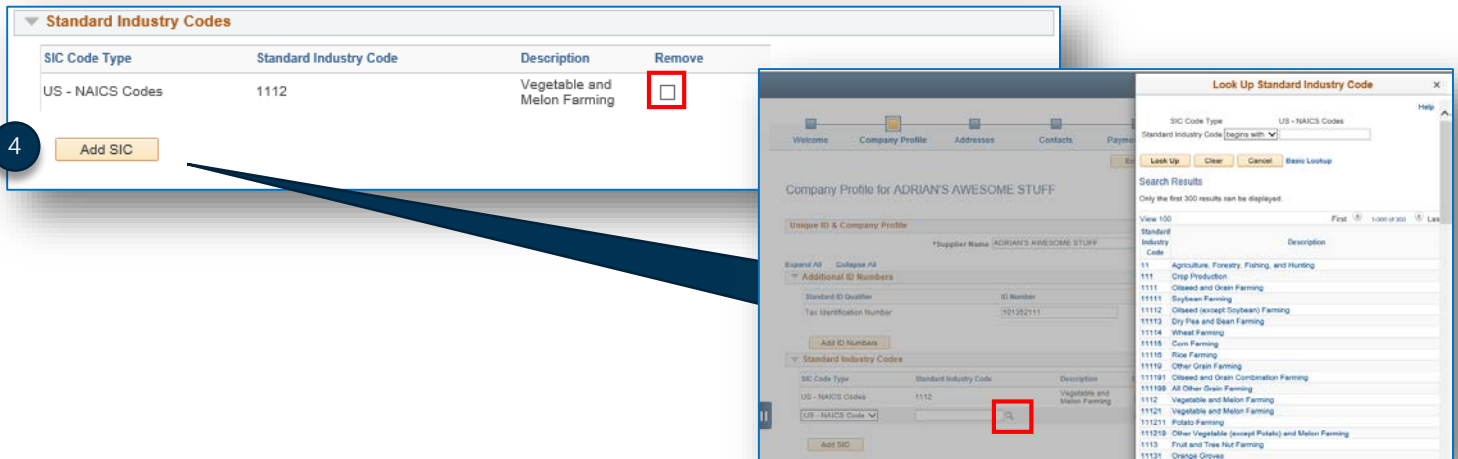 Standard Industry Codes
SIC Code Type Standard Industry Code Description Remove
US - NAICS Codes 1112 Vegetable and Melon Farming
4
Add SIC
Welcome Company Profile Addresses Contacts
Company Profile for ADRIAN'S AWESOME STUFF
Unique ID & Company Profile
*Supplier Name ADRIAN'S AWESOME STUFF
Expand All Collapse All
Additional ID Numbers
Standard ID Qualifier ID Number
Tax Identification Number 101352111
Add ID Numbers
Standard Industry Codes
SIC Code Type Standard Industry Code Description
US - NAICS Codes 1112 Vegetable and Melon Farming
US - NAICS Code
Add SIC
Look Up Standard Industry Code ×
Help
SIC Code Type US - NAICS Codes
Standard Industry Code begins with
Look Up Clear Cancel Basic Lookup
Search Results
Only the first 300 results can be displayed.
View 100 First 1-300 of 300 Las
Standard Industry Code Description
11 Agriculture, Forestry, Fishing, and Hunting
111 Crop Production
1111 Oilseed and Grain Farming
11111 Soybean Farming
11112 Oilseed (except Soybean) Farming
11113 Dry Pea and Bean Farming
11114 Wheat Farming
11115 Corn Farming
11116 Rice Farming
11119 Other Grain Farming
111191 Oilseed and Grain Combination Farming
111199 All Other Grain Farming
1112 Vegetable and Melon Farming
11121 Vegetable and Melon Farming
111211 Potato Farming
111219 Other Vegetable (except Potato) and Melon Farming
1113 Fruit and Tree Nut Farming
11131 Orange Groves